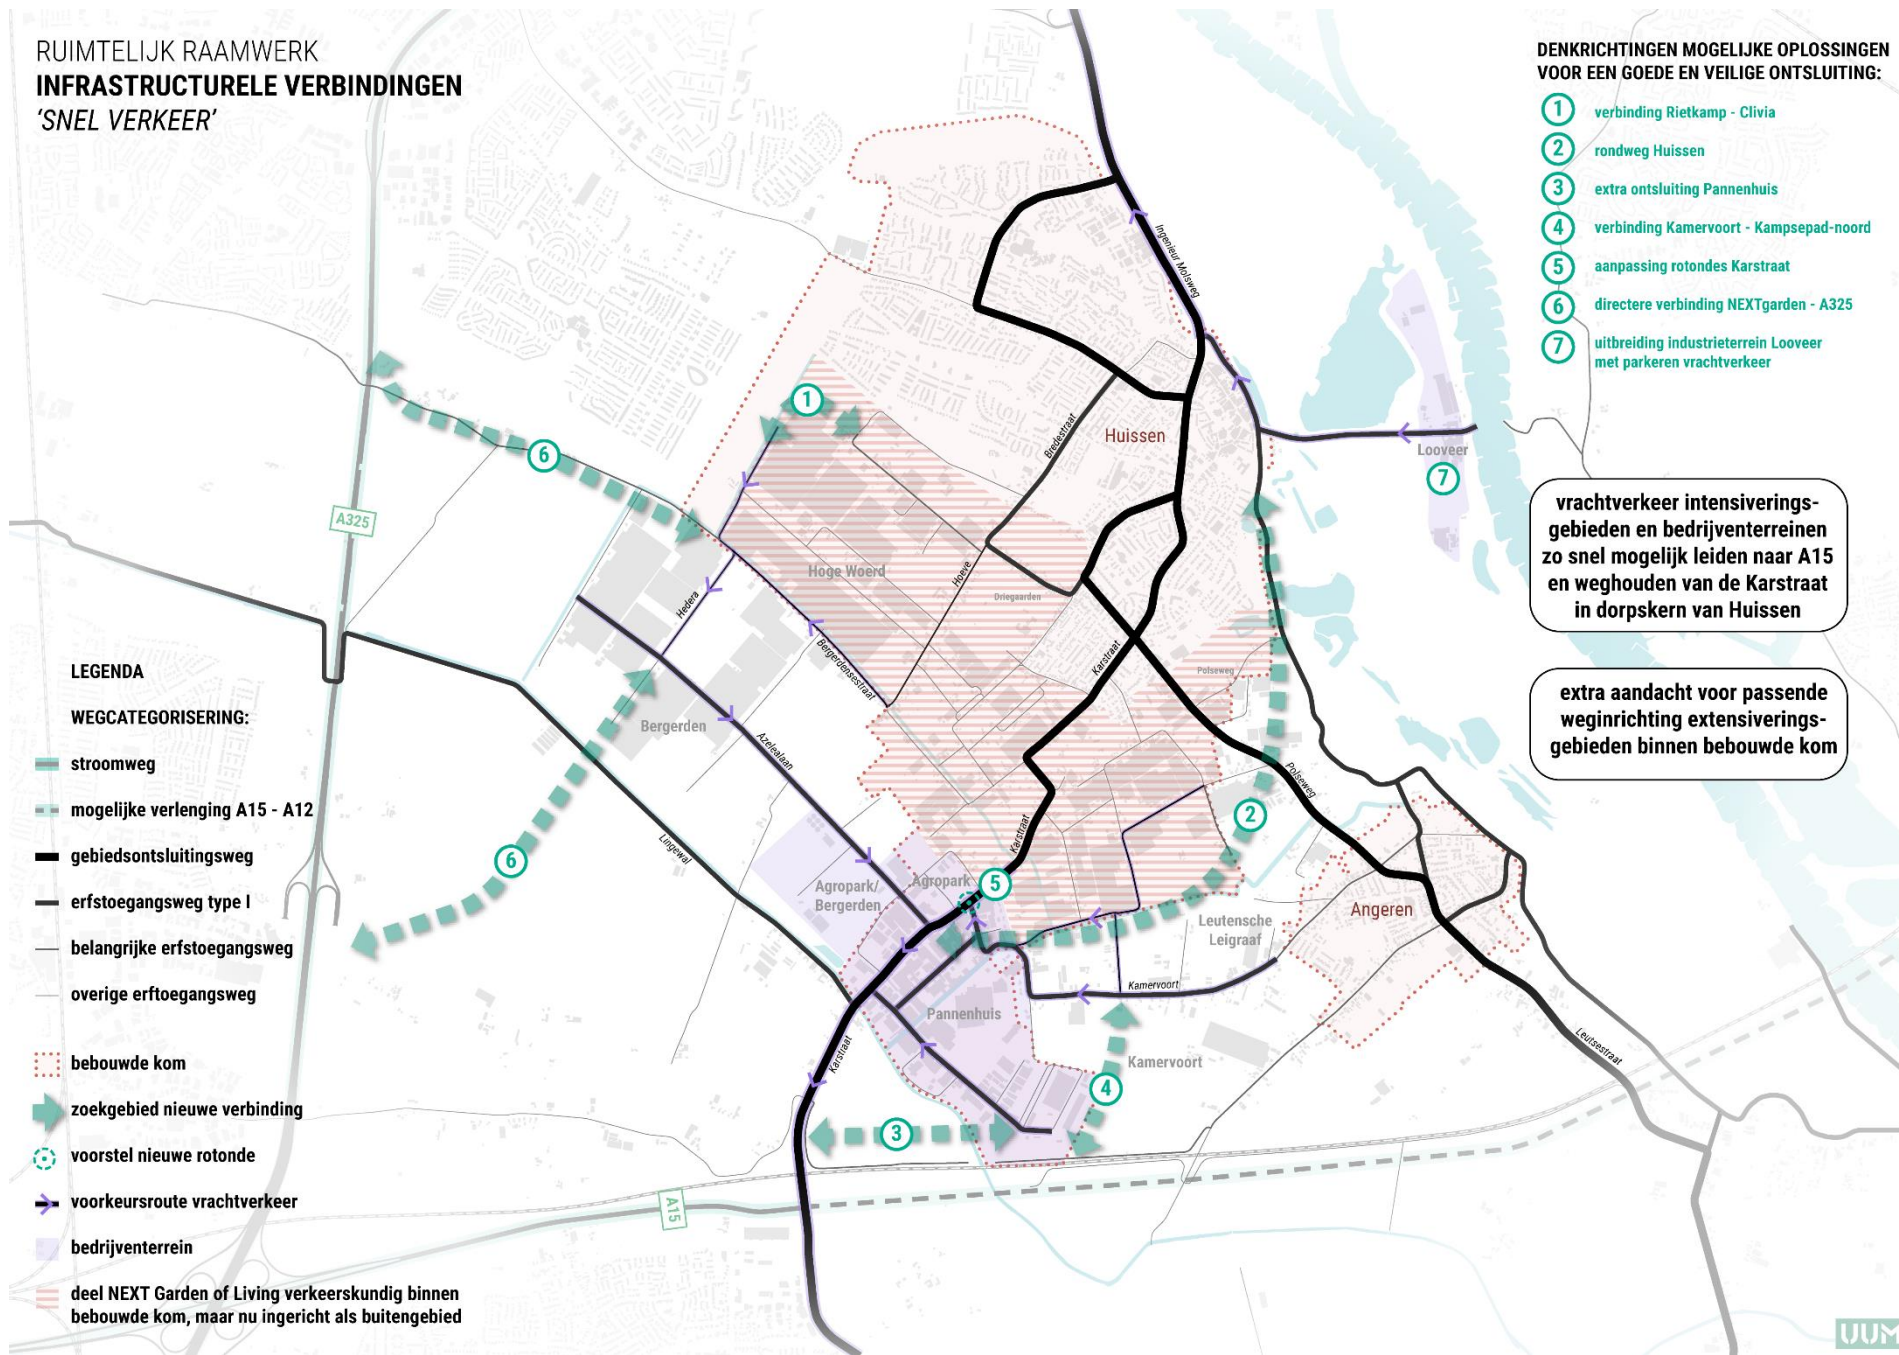 RUIMTELIJK RAAMWERK
INFRASTRUCTURELE VERBINDINGEN
'SNEL VERKEER'
DENKRICHTINGEN MOGELIJKE OPLOSSINGEN
VOOR EEN GOEDE EN VEILIGE ONTSLUITING:
1 verbinding Rietkamp - Clivia
2 rondweg Huissen
3 extra ontsluiting Pannenhuis
4 verbinding Kamervoort - Kampsepad-noord
5 aanpassing rotondes Karstraat
6 directere verbinding NEXTgarden - A325
7 uitbreiding industrieterrein Looveer
met parkeren vrachtverkeer
vrachtverkeer intensiverings-
gebieden en bedrijventerreinen
zo snel mogelijk leiden naar A15
en weghouden van de Karstraat
in dorpskern van Huissen
extra aandacht voor passende
weginrichting extensiverings-
gebieden binnen bebouwde kom
LEGENDA
WEGCATEGORISERING:
stroomweg
mogelijke verlenging A15 - A12
gebiedsontsluitingsweg
erfstoegangsweg type I
belangrijke erfstoegangsweg
overige erftoegangsweg
bebouwde kom
zoekgebied nieuwe verbinding
voorstel nieuwe rotonde
voorkeursroute vrachtverkeer
bedrijventerrein
deel NEXT Garden of Living verkeerskundig binnen
bebouwde kom, maar nu ingericht als buitengebied
Ingenieur Molsweg
1
Bredestraat
Huissen
6
Looveer
7
A325
Hoge Woerd
Hoeve
Driegaarden
Hedera
Bergerdensestraat
Karstraat
Polseweg
Bergerden
Azelealaan
Polseweg
2
Lingewal
Karstraat
6
Agropark/
Bergerden
Agropark
5
Leutensche
Leigraaf
Angeren
Kamervoort
Pannenhuis
Karstraat
Kamervoort
4
Leutsestraat
3
A15
UUM